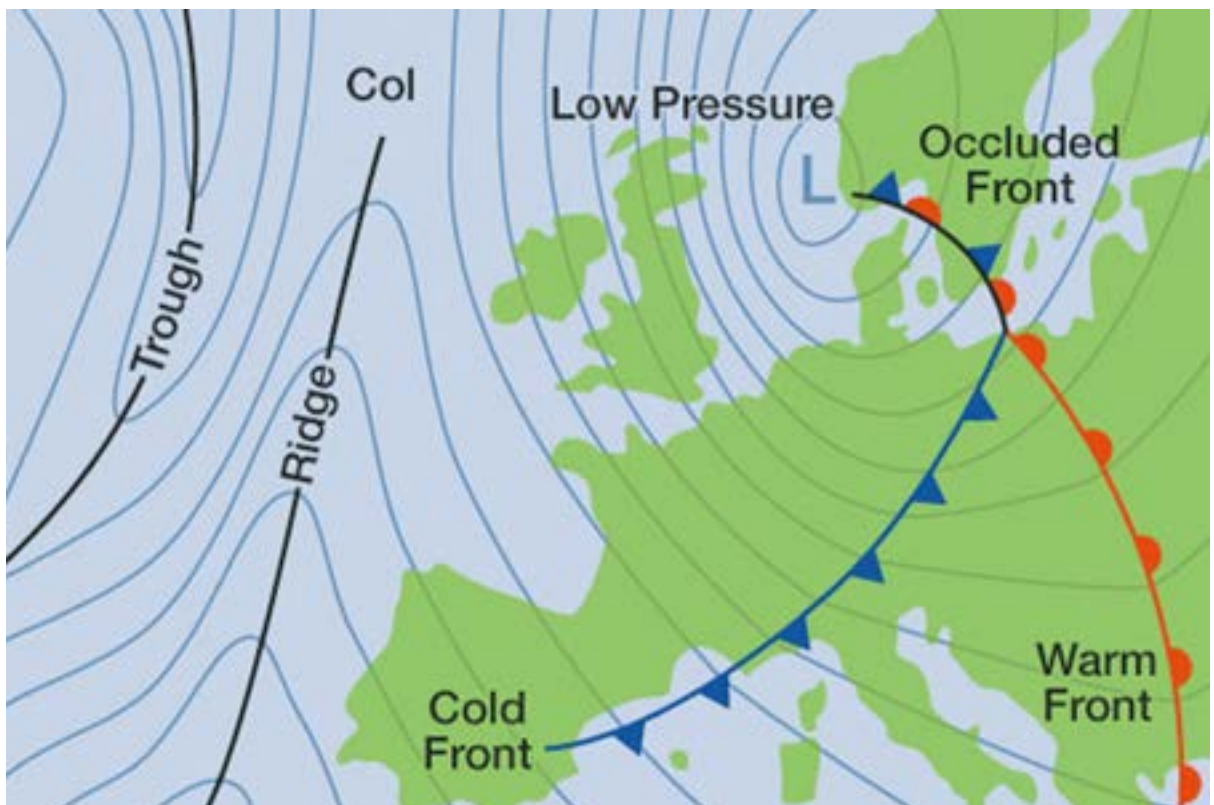 Col
Low Pressure
L
Occluded
Front
Trough
Ridge
Cold
Front
Warm
Front